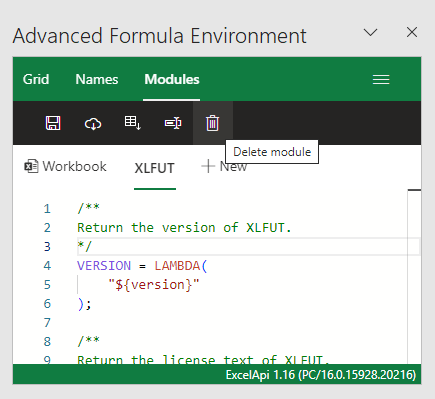 Advanced Formula Environment
Grid Names Modules
Delete module
Workbook XLFUT New
1 /**
2 Return the version of XLFUT.
3 */
4 VERSION = LAMBDA(
5 "${version}"
6 );
7
8 /**
9 Return the license text of XLFUT.
ExcelApi 1.16 (PC/16.0.15928.20216)